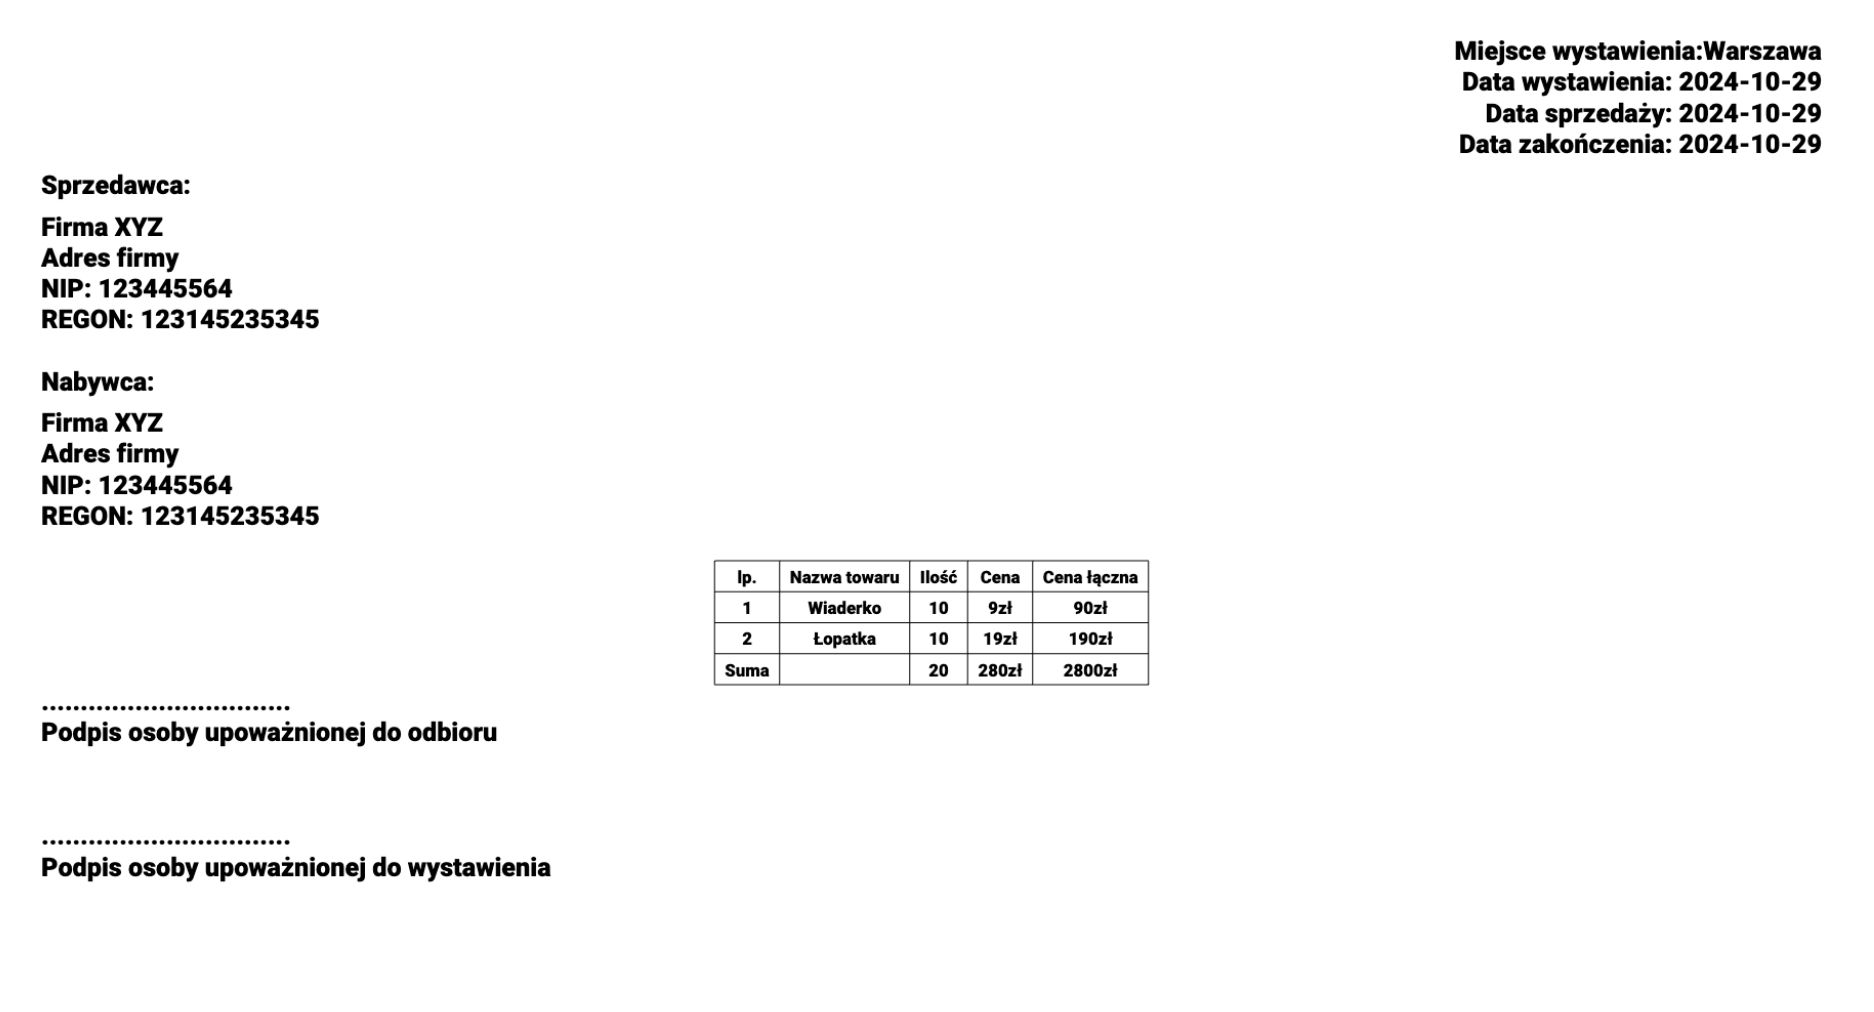 Miejsce wystawienia:Warszawa
Data wystawienia: 2024-10-29
Data sprzedaży: 2024-10-29
Data zakończenia: 2024-10-29
Sprzedawca:
Firma XYZ
Adres firmy
NIP: 123445564
REGON: 123145235345
Nabywca:
Firma XYZ
Adres firmy
NIP: 123445564
REGON: 123145235345
lp. Nazwa towaru Ilość Cena Cena łączna
1 Wiaderko 10 9zł 90zł
2 Łopatka 10 19zł 190zł
Suma 20 280zł 2800zł
................................
Podpis osoby upoważnionej do odbioru
................................
Podpis osoby upoważnionej do wystawienia